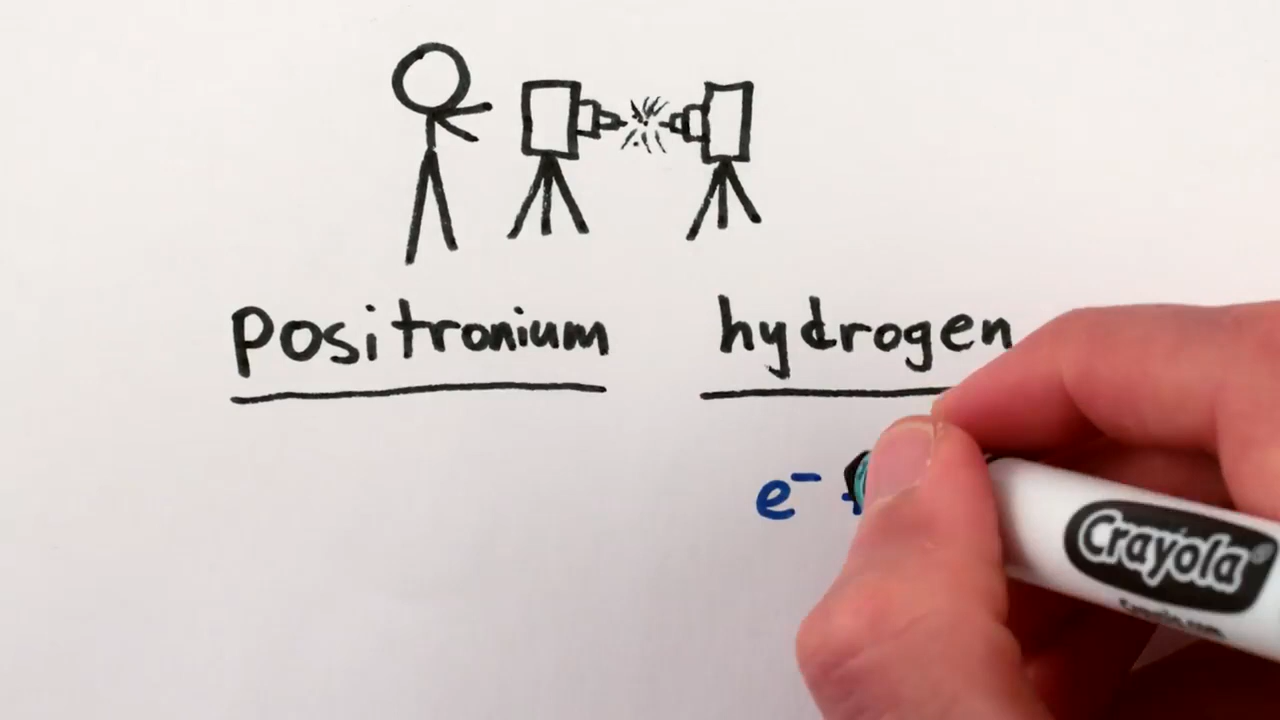 positronium hydrogen
e⁻ +
Crayola®